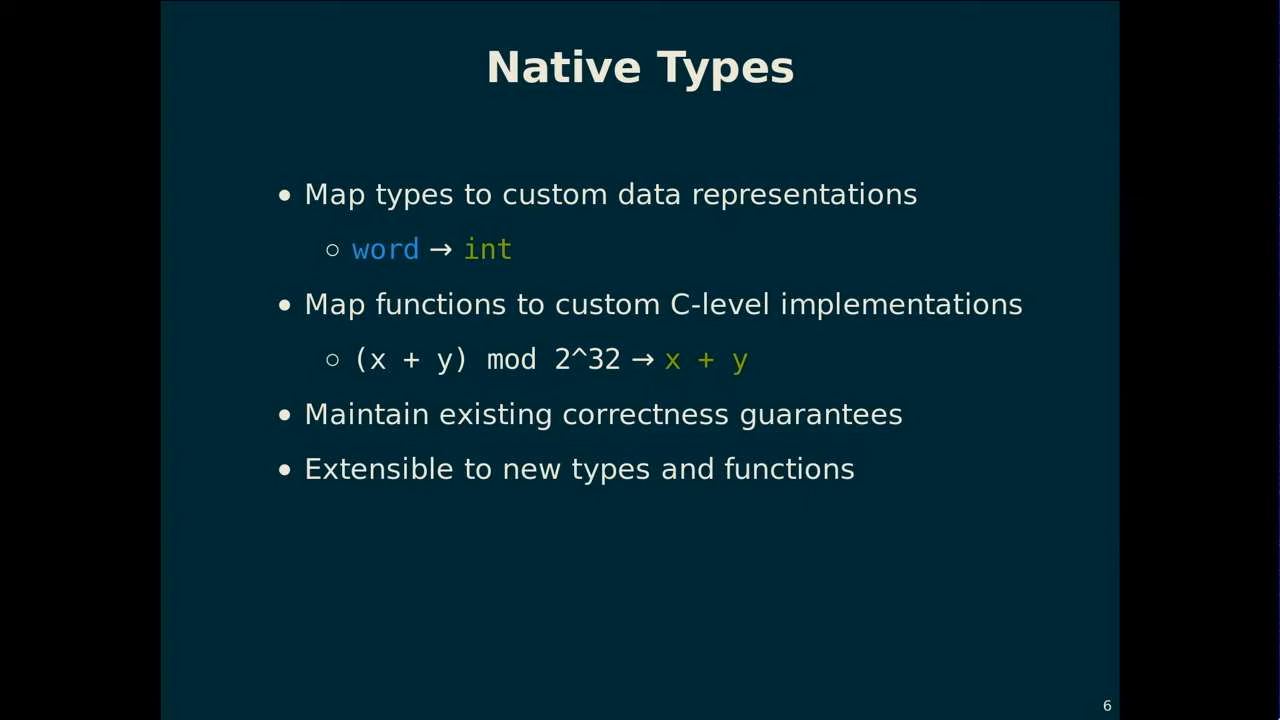 Native Types
• Map types to custom data representations
○ word → int
• Map functions to custom C-level implementations
○ (x + y) mod 2^32 → x + y
• Maintain existing correctness guarantees
• Extensible to new types and functions
6